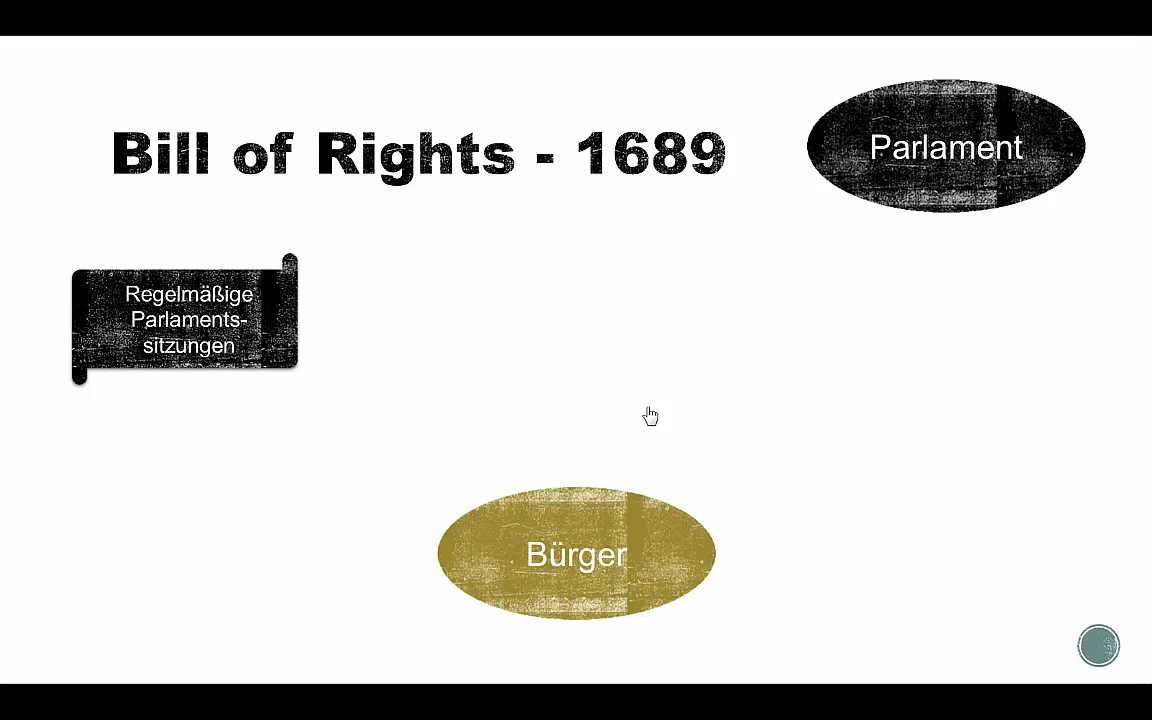 Bill of Rights - 1689
Parlament
Regelmäßige
Parlaments-
sitzungen
Bürger